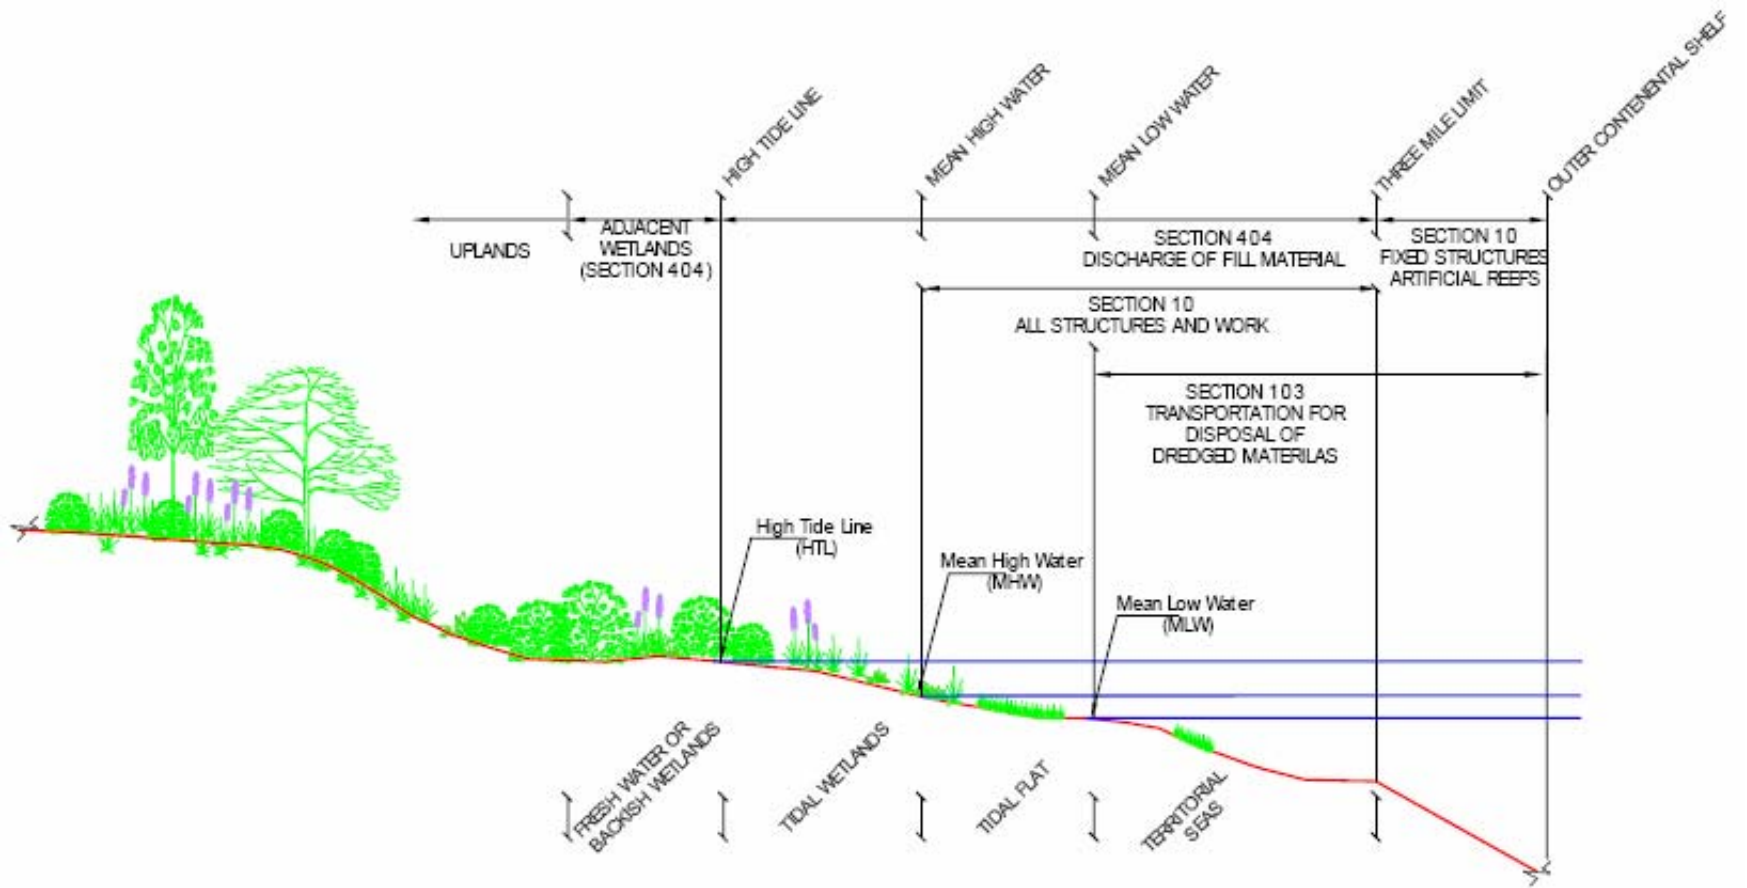 HIGH TIDE LINE
MEAN HIGH WATER
MEAN LOW WATER
THREE MILE LIMIT
OUTER CONTENENTAL SHELF
UPLANDS
ADJACENT
WETLANDS
(SECTION 404)
SECTION 404
DISCHARGE OF FILL MATERIAL
SECTION 10
FIXED STRUCTURES
ARTIFICIAL REEFS
SECTION 10
ALL STRUCTURES AND WORK
SECTION 103
TRANSPORTATION FOR
DISPOSAL OF
DREDGED MATERILAS
High Tide Line
(HTL)
Mean High Water
(MHW)
Mean Low Water
(MLW)
FRESH WATER OR
BACKISH WETLANDS
TIDAL WETLANDS
TIDAL FLAT
TERRITORIAL
SEAS